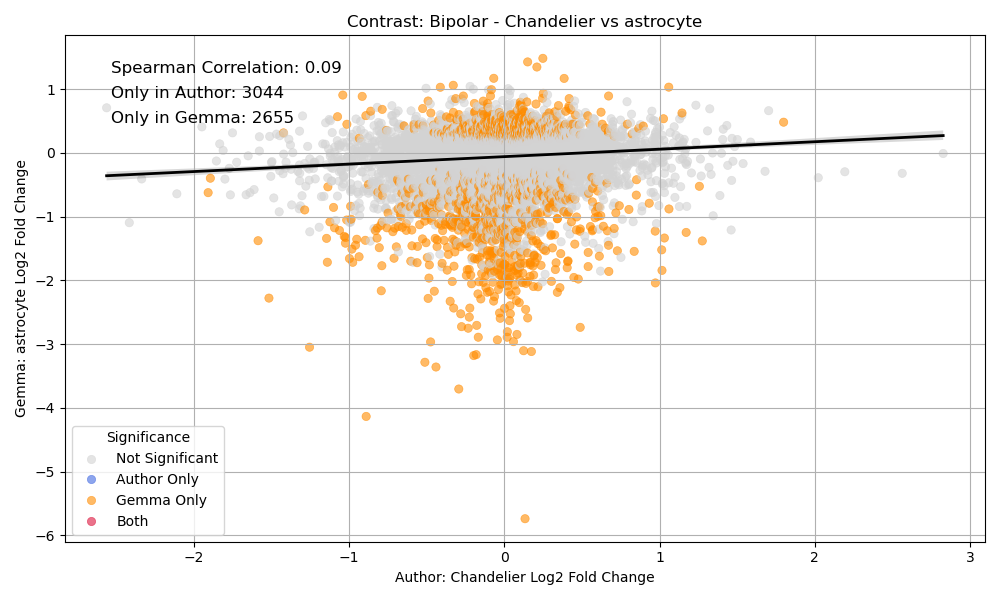 Contrast: Bipolar - Chandelier vs astrocyte
Spearman Correlation: 0.09
Only in Author: 3044
Only in Gemma: 2655
Gemma: astrocyte Log2 Fold Change
1
0
−1
−2
−3
−4
−5
−6
Significance
Not Significant
Author Only
Gemma Only
Both
−2
−1
0
1
2
3
Author: Chandelier Log2 Fold Change